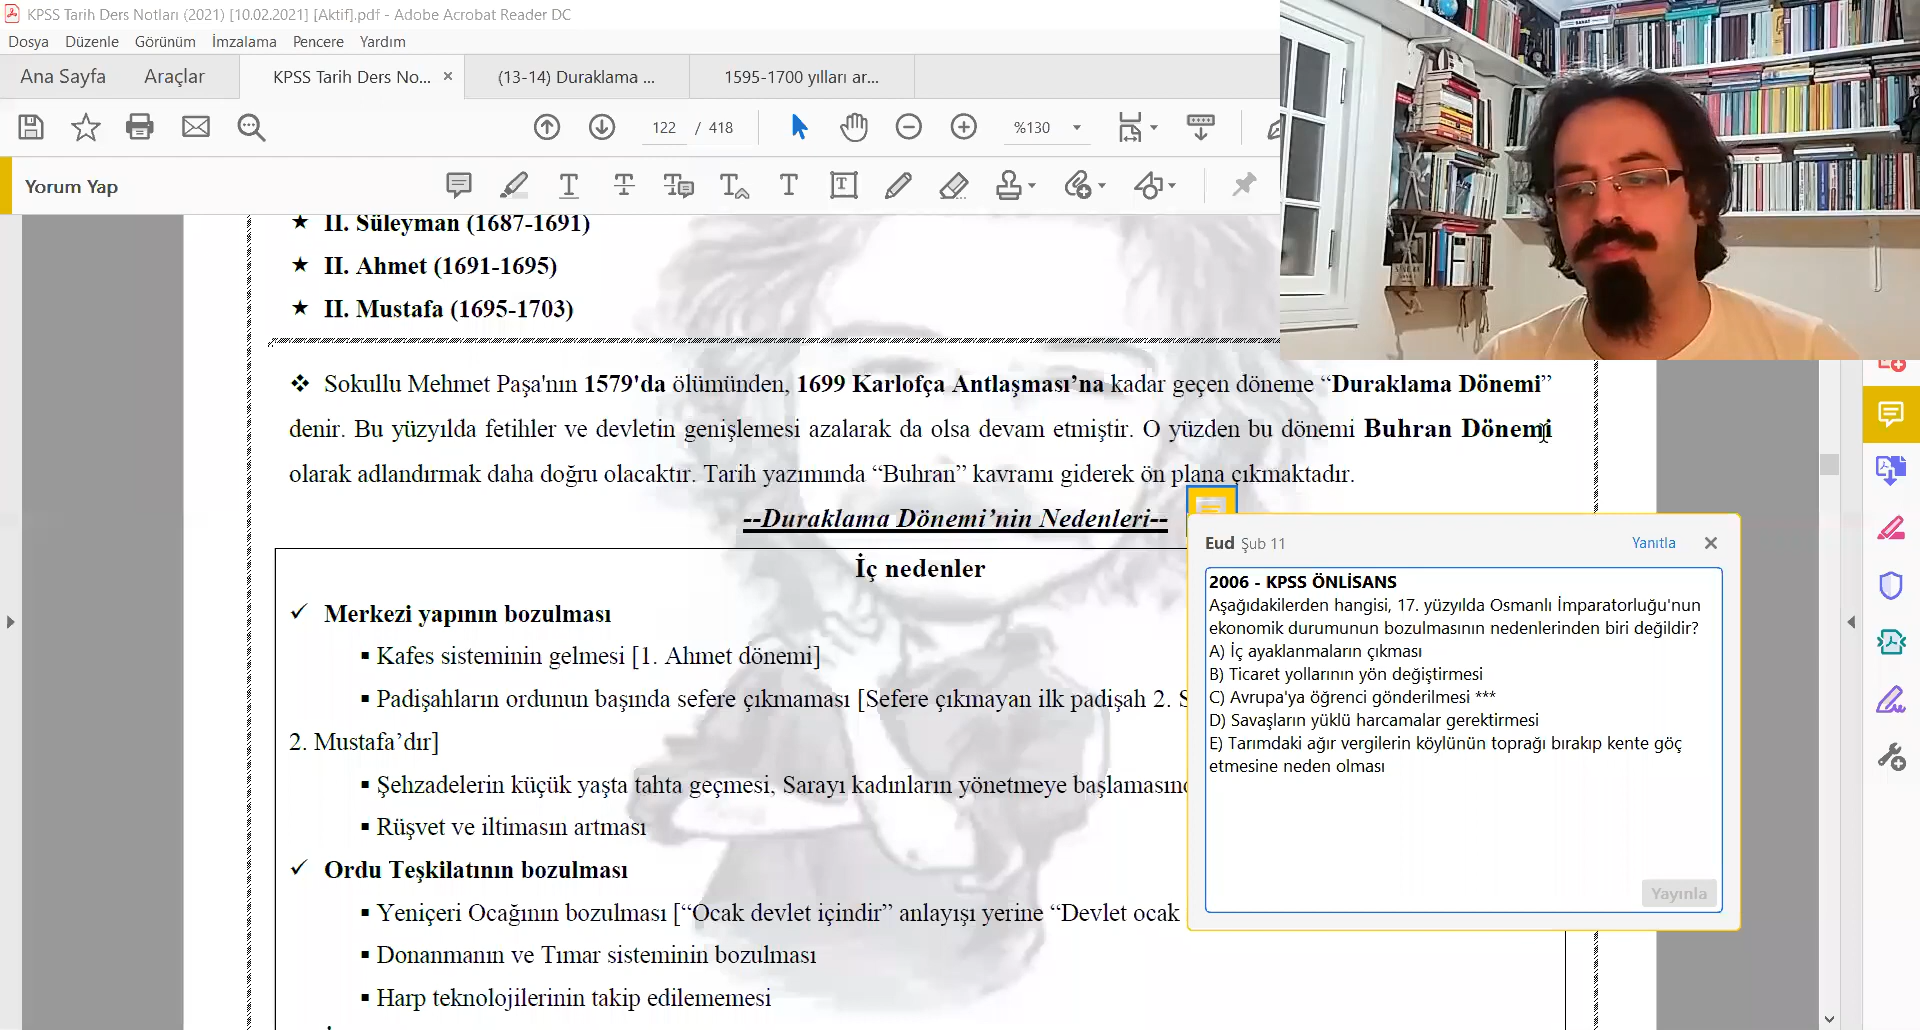 KPSS Tarih Ders Notları (2021) [10.02.2021] [Aktif].pdf - Adobe Acrobat Reader DC
Dosya Düzenle Görünüm İmzalama Pencere Yardım
Ana Sayfa Araçlar KPSS Tarih Ders No... × (13-14) Duraklama ... 1595-1700 yılları ar...
122 / 418 %130
Yorum Yap
★ II. Süleyman (1687-1691)
★ II. Ahmet (1691-1695)
★ II. Mustafa (1695-1703)
❖ Sokullu Mehmet Paşa'nın 1579'da ölümünden, 1699 Karlofça Antlaşması’na kadar geçen döneme “Duraklama Dönemi”
denir. Bu yüzyılda fetihler ve devletin genişlemesi azalarak da olsa devam etmiştir. O yüzden bu dönemi Buhran Dönemi
olarak adlandırmak daha doğru olacaktır. Tarih yazımında “Buhran” kavramı giderek ön plana çıkmaktadır.
--Duraklama Dönemi’nin Nedenleri--
İç nedenler
✓ Merkezi yapının bozulması
▪ Kafes sisteminin gelmesi [1. Ahmet dönemi]
▪ Padişahların ordunun başında sefere çıkmaması [Sefere çıkmayan ilk padişah 2. S
2. Mustafa’dır]
▪ Şehzadelerin küçük yaşta tahta geçmesi, Sarayı kadınların yönetmeye başlamasınd
▪ Rüşvet ve iltimasın artması
✓ Ordu Teşkilatının bozulması
▪ Yeniçeri Ocağının bozulması [“Ocak devlet içindir” anlayışı yerine “Devlet ocak
▪ Donanmanın ve Tımar sisteminin bozulması
▪ Harp teknolojilerinin takip edilememesi
Eud Şub 11 Yanıtla
2006 - KPSS ÖNLİSANS
Aşağıdakilerden hangisi, 17. yüzyılda Osmanlı İmparatorluğu'nun
ekonomik durumunun bozulmasının nedenlerinden biri değildir?
A) İç ayaklanmaların çıkması
B) Ticaret yollarının yön değiştirmesi
C) Avrupa'ya öğrenci gönderilmesi ***
D) Savaşların yüklü harcamalar gerektirmesi
E) Tarımdaki ağır vergilerin köylünün toprağı bırakıp kente göç
etmesine neden olması
Yayınla